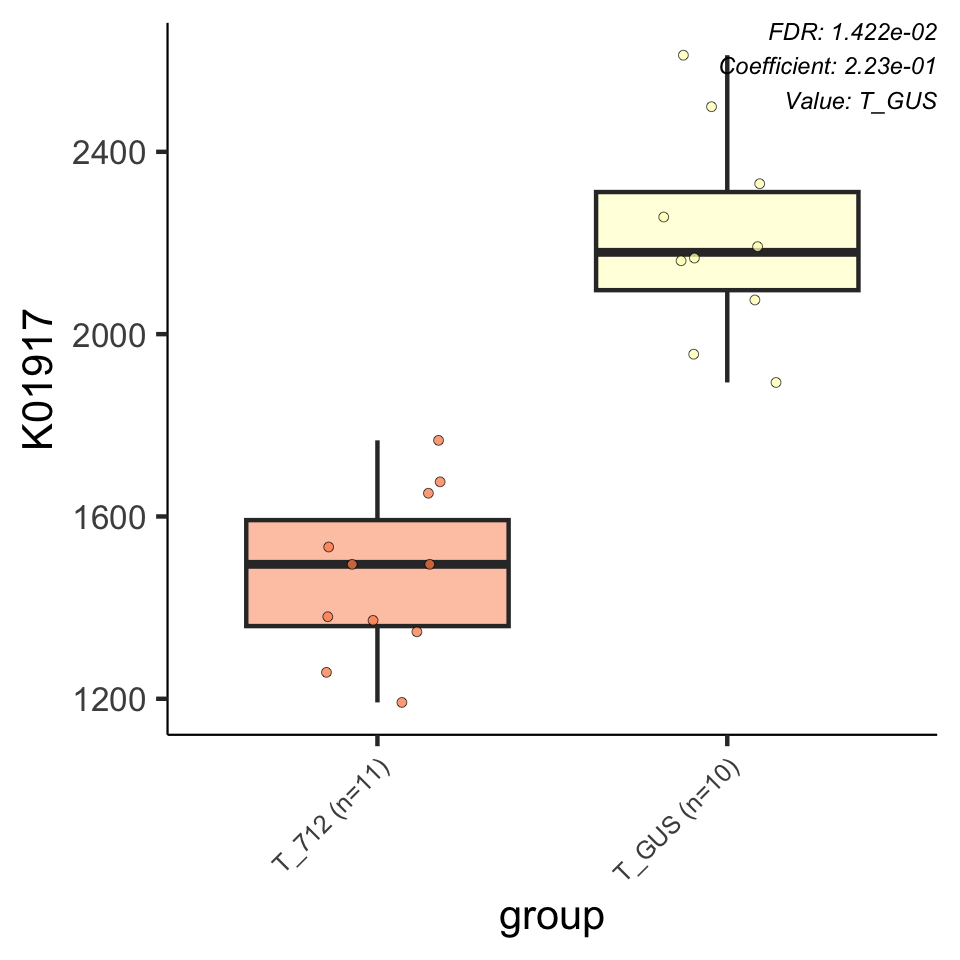 FDR: 1.422e-02
Coefficient: 2.23e-01
Value: T_GUS
2400
2000
1600
1200
K01917
T_712 (n=11)
T_GUS (n=10)
group